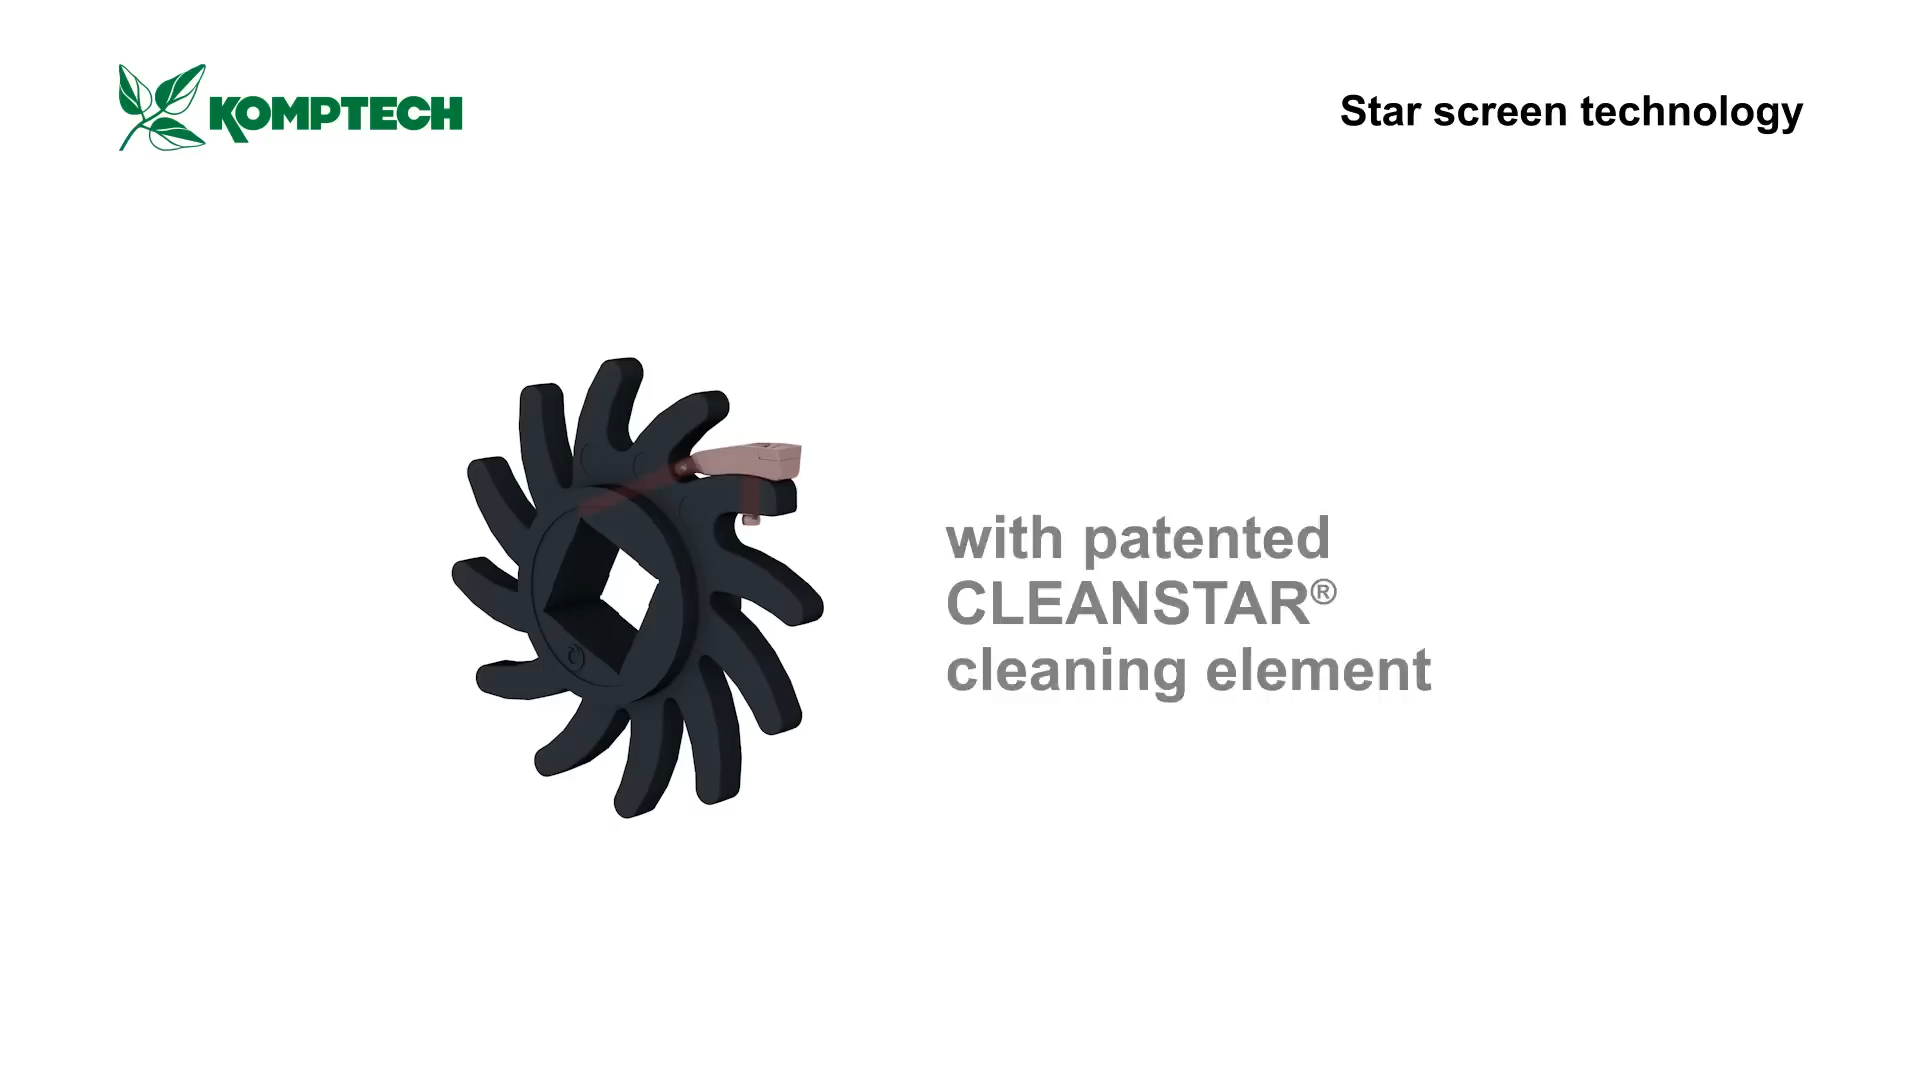 KOMPTECH
Star screen technology
with patented
CLEANSTAR®
cleaning element